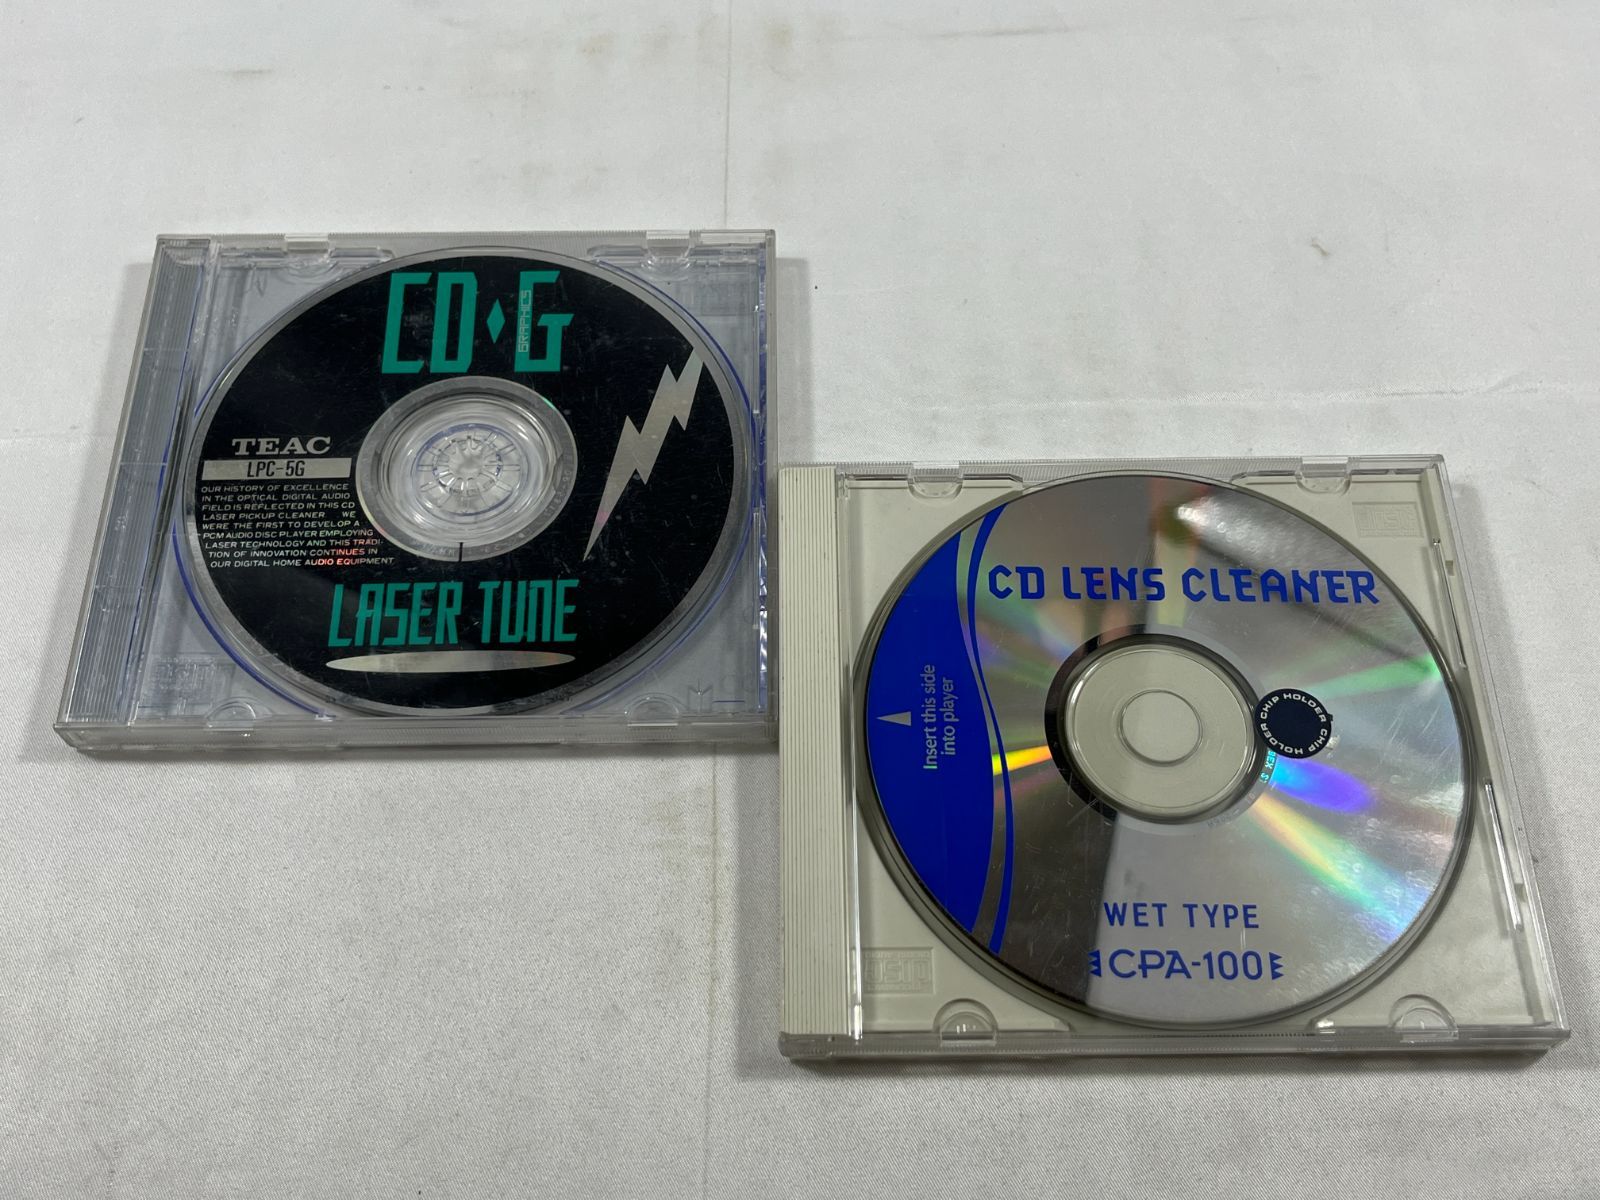 CD♦G
GRAPHICS
TEAC
LPC-5G
OUR HISTORY OF EXCELLENCE
IN THE OPTICAL DIGITAL AUDIO
FIELD IS REFLECTED IN THIS CD
LASER PICKUP CLEANER WE
WERE THE FIRST TO DEVELOP A
PCM AUDIO DISC PLAYER EMPLOYING
LASER TECHNOLOGY AND THIS TRADI-
TION OF INNOVATION CONTINUES IN
OUR DIGITAL HOME AUDIO EQUIPMENT
LASER TUNE
CD LENS CLEANER
Insert this side
into player
CHIP HOLDER CHIP HOLDER
WET TYPE
CPA-100